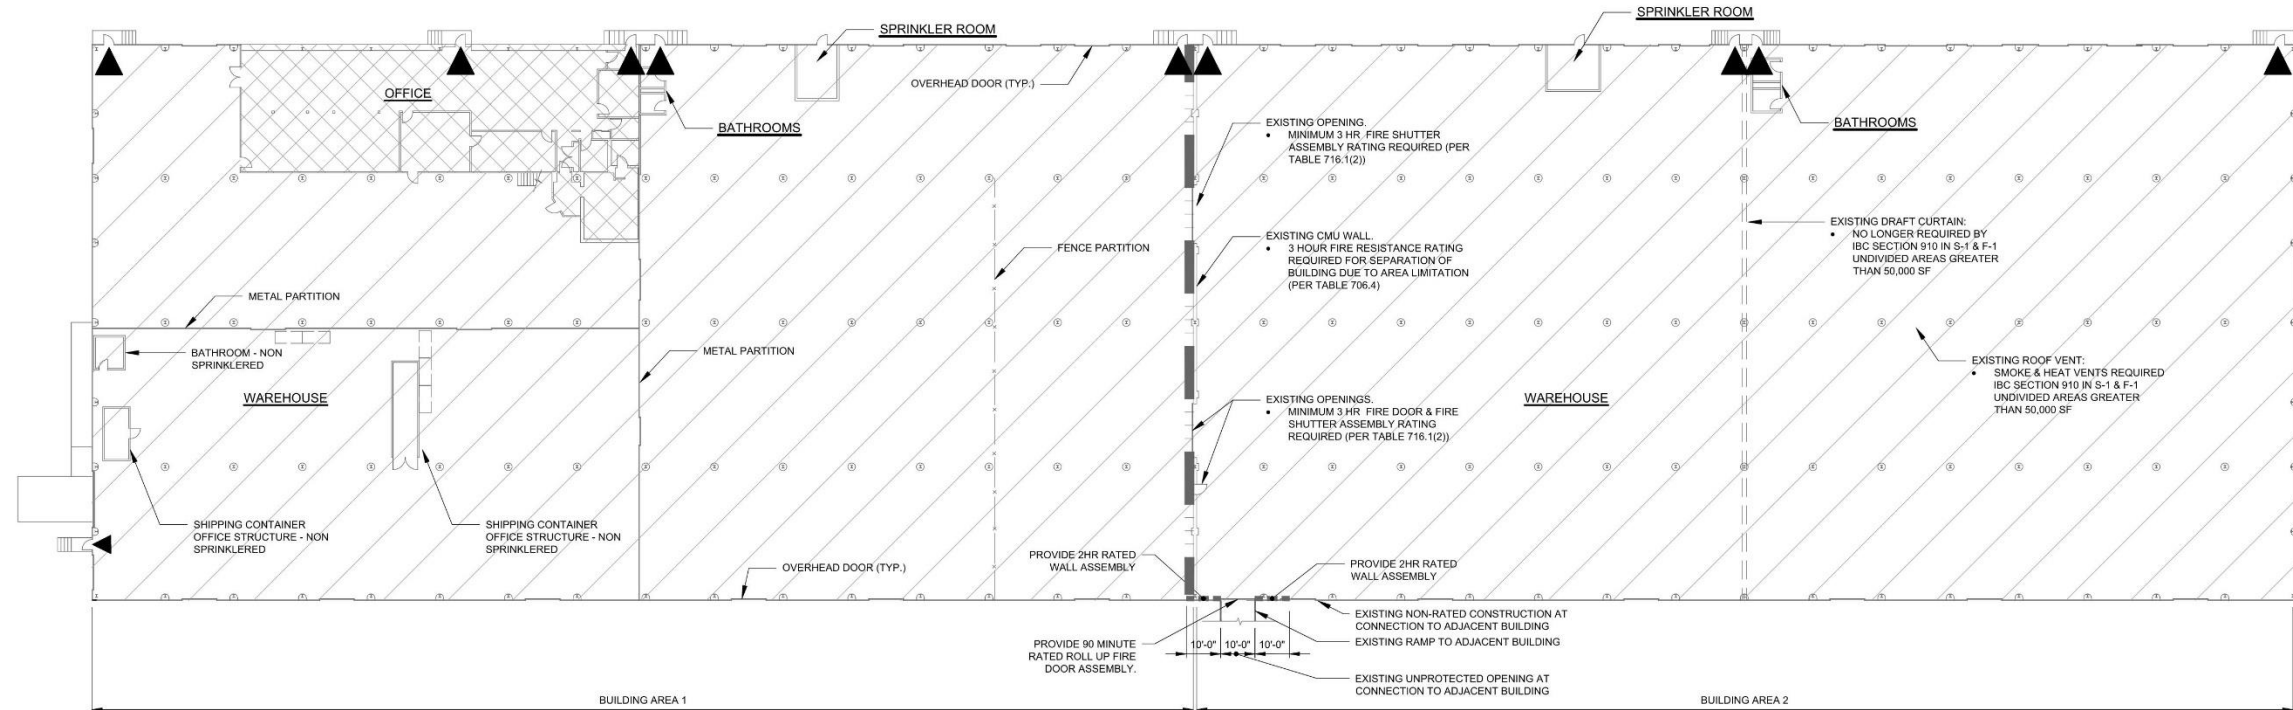 SPRINKLER ROOM
SPRINKLER ROOM
OVERHEAD DOOR (TYP.)
OFFICE
BATHROOMS
EXISTING OPENING.
• MINIMUM 3 HR FIRE SHUTTER
ASSEMBLY RATING REQUIRED (PER
TABLE 716.1(2))
BATHROOMS
EXISTING DRAFT CURTAIN:
• NO LONGER REQUIRED BY
IBC SECTION 910 IN S-1 & F-1
UNDIVIDED AREAS GREATER
THAN 50,000 SF
FENCE PARTITION
EXISTING CMU WALL.
• 3 HOUR FIRE RESISTANCE RATING
REQUIRED FOR SEPARATION OF
BUILDING DUE TO AREA LIMITATION
(PER TABLE 706.4)
METAL PARTITION
BATHROOM - NON
SPRINKLERED
METAL PARTITION
EXISTING ROOF VENT:
• SMOKE & HEAT VENTS REQUIRED
IBC SECTION 910 IN S-1 & F-1
UNDIVIDED AREAS GREATER
THAN 50,000 SF
WAREHOUSE
EXISTING OPENINGS.
• MINIMUM 3 HR FIRE DOOR & FIRE
SHUTTER ASSEMBLY RATING
REQUIRED (PER TABLE 716.1(2))
WAREHOUSE
SHIPPING CONTAINER
OFFICE STRUCTURE - NON
SPRINKLERED
SHIPPING CONTAINER
OFFICE STRUCTURE - NON
SPRINKLERED
OVERHEAD DOOR (TYP.)
PROVIDE 2HR RATED
WALL ASSEMBLY
PROVIDE 2HR RATED
WALL ASSEMBLY
EXISTING NON-RATED CONSTRUCTION AT
CONNECTION TO ADJACENT BUILDING
EXISTING RAMP TO ADJACENT BUILDING
PROVIDE 90 MINUTE
RATED ROLL UP FIRE
DOOR ASSEMBLY.
10'-0" 10'-0" 10'-0"
EXISTING UNPROTECTED OPENING AT
CONNECTION TO ADJACENT BUILDING
BUILDING AREA 1
BUILDING AREA 2